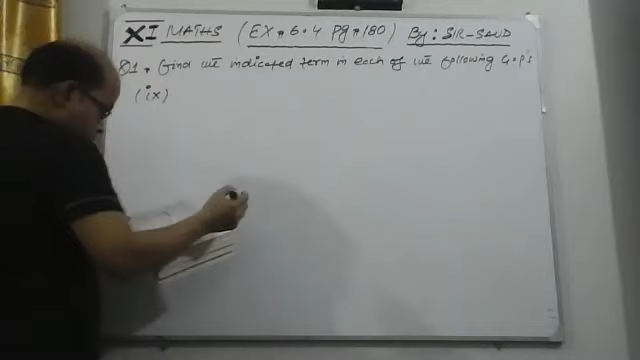 XI MATHS (EX # 6.4 Pg # 180) By: SIR-SAUD
Q1. Find the indicated term in each of the following G.P's
(ix)